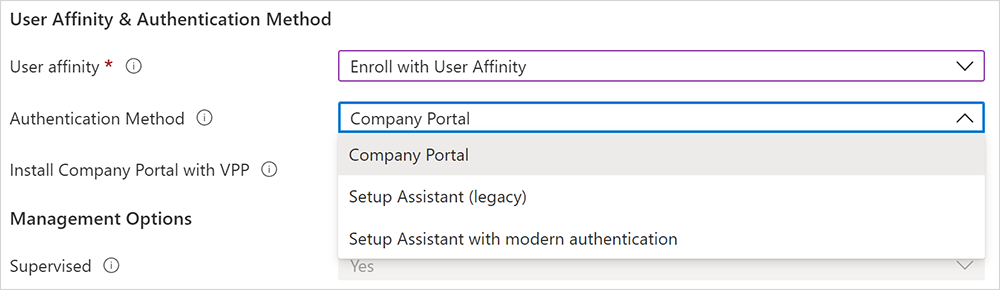 User Affinity & Authentication Method
User affinity *
Enroll with User Affinity
Authentication Method
Company Portal
Company Portal
Install Company Portal with VPP
Setup Assistant (legacy)
Management Options
Setup Assistant with modern authentication
Supervised
Yes